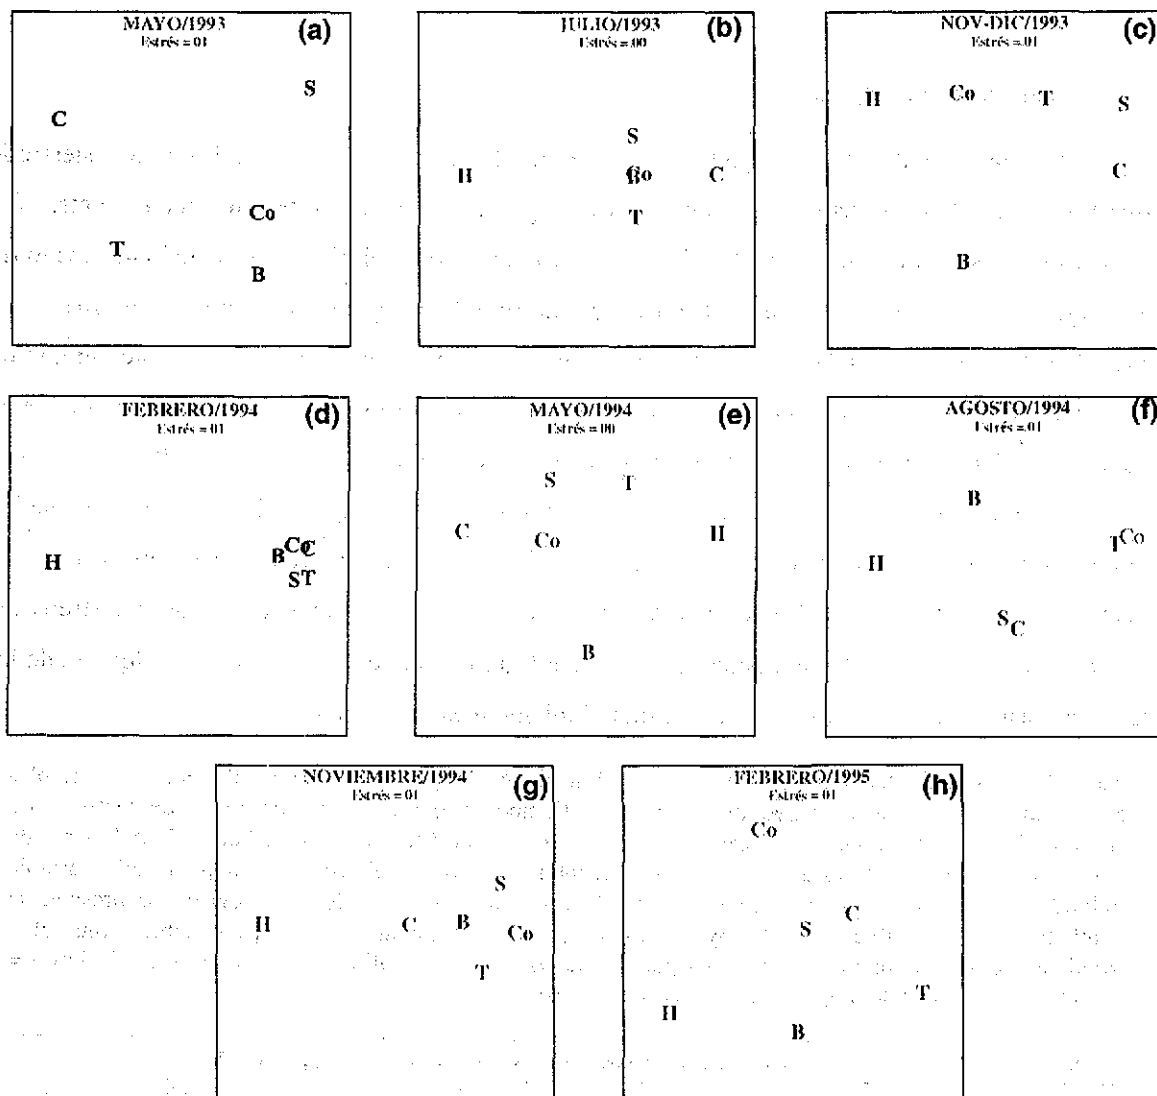 MAYO/1993 (a)
Estrés = 01
S
C
Co
T
B
JULIO/1993 (b)
Estrés = 00
S
H Co C
B
T
NOV-DIC/1993 (c)
Estrés = .01
H Co T S
C
B
FEBRERO/1994 (d)
Estrés = .01
Co C
B
H
S T
MAYO/1994 (e)
Estrés = .00
S T
C Co H
B
AGOSTO/1994 (f)
Estrés = .01
B
T Co
H
S C
NOVIEMBRE/1994 (g)
Estrés = 01
S
H C B Co
T
FEBRERO/1995 (h)
Estrés = 01
Co
C
S
T
H
B